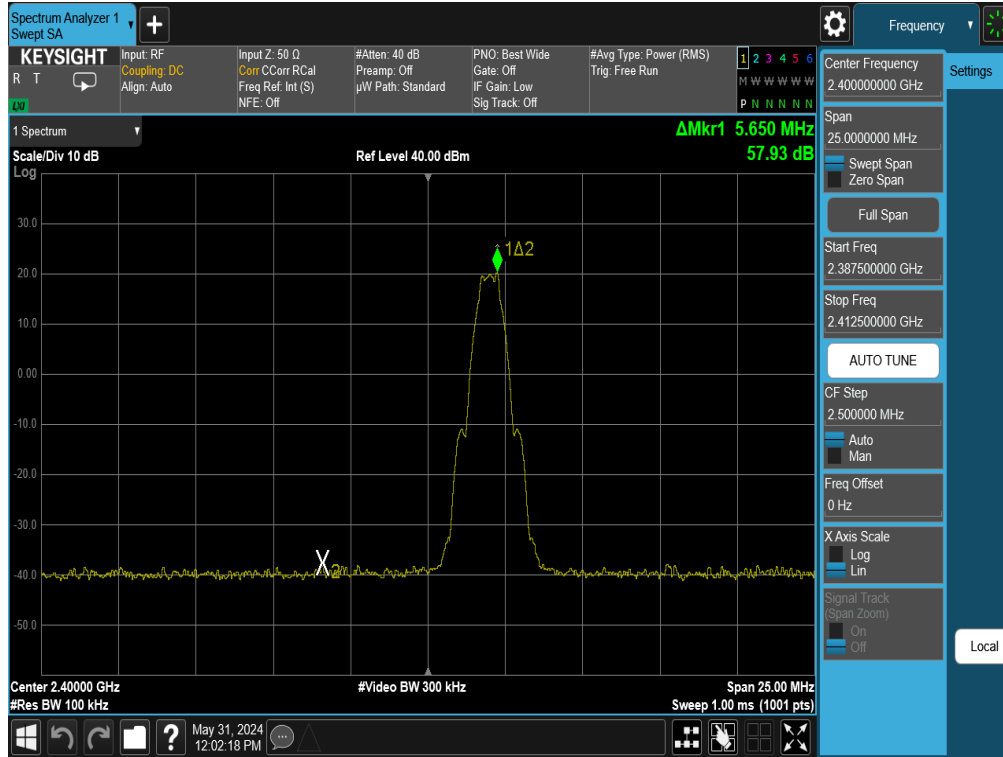 Spectrum Analyzer 1
Swept SA
Frequency
KEYSIGHT
R T
LXI
Input: RF
Coupling: DC
Align: Auto
Input Z: 50 Ω
Corr CCorr RCal
Freq Ref: Int (S)
NFE: Off
#Atten: 40 dB
Preamp: Off
µW Path: Standard
PNO: Best Wide
Gate: Off
IF Gain: Low
Sig Track: Off
#Avg Type: Power (RMS)
Trig: Free Run
1 2 3 4 5 6
M W W W W W
P N N N N N
1 Spectrum
Scale/Div 10 dB
Log
Ref Level 40.00 dBm
ΔMkr1 5.650 MHz
57.93 dB
1Δ2
30.0
20.0
10.0
0.00
-10.0
-20.0
-30.0
-40.0
-50.0
X2
Center 2.40000 GHz
#Res BW 100 kHz
#Video BW 300 kHz
Span 25.00 MHz
Sweep 1.00 ms (1001 pts)
Center Frequency
2.400000000 GHz
Settings
Span
25.0000000 MHz
Swept Span
Zero Span
Full Span
Start Freq
2.387500000 GHz
Stop Freq
2.412500000 GHz
AUTO TUNE
CF Step
2.500000 MHz
Auto
Man
Freq Offset
0 Hz
X Axis Scale
Log
Lin
Signal Track
(Span Zoom)
On
Off
Local
?
May 31, 2024
12:02:18 PM